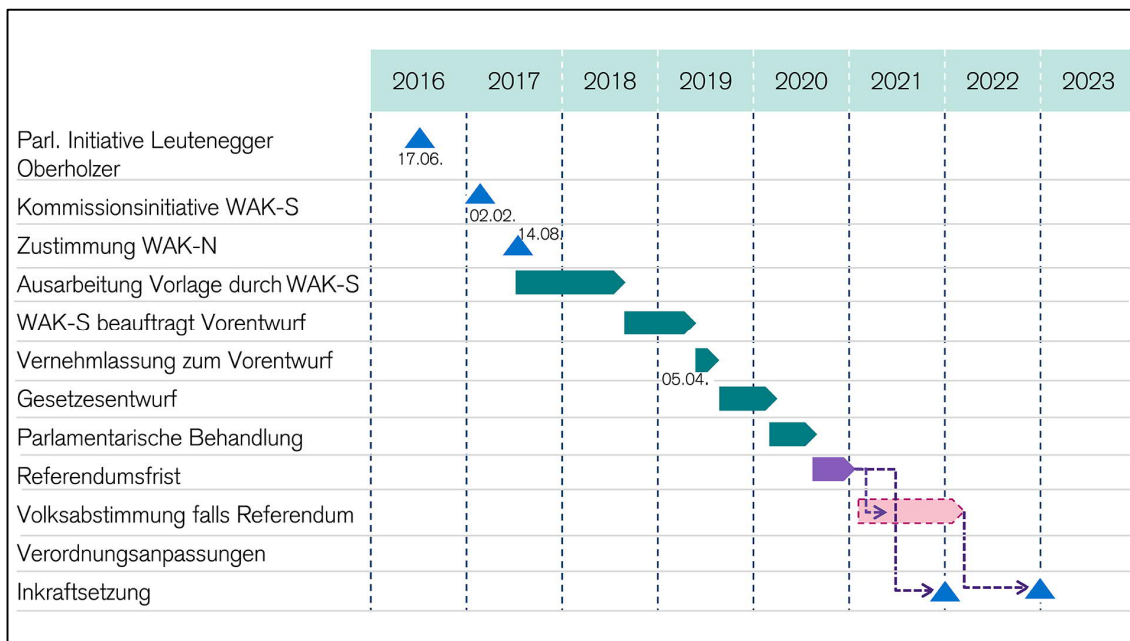 2016 2017 2018 2019 2020 2021 2022 2023
Parl. Initiative Leutenegger
Oberholzer
17.06.
Kommissionsinitiative WAK-S
02.02.
Zustimmung WAK-N
14.08.
Ausarbeitung Vorlage durch WAK-S
WAK-S beauftragt Vorentwurf
Vernehmlassung zum Vorentwurf
05.04.
Gesetzesentwurf
Parlamentarische Behandlung
Referendumsfrist
Volksabstimmung falls Referendum
Verordnungsanpassungen
Inkraftsetzung